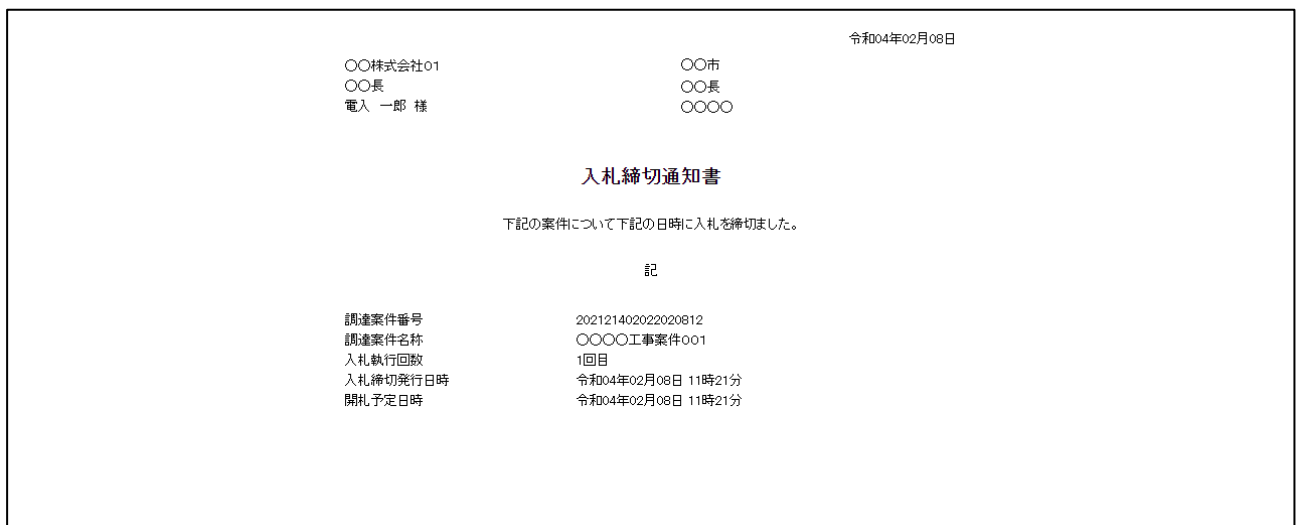 令和04年02月08日
〇〇株式会社01 〇〇市
〇〇長 〇〇長
電入 一郎 様 〇〇〇〇
入札締切通知書
下記の案件について下記の日時に入札を締切ました。
記
調達案件番号 202121402022020812
調達案件名称 〇〇〇〇工事案件001
入札執行回数 1回目
入札締切発行日時 令和04年02月08日 11時21分
開札予定日時 令和04年02月08日 11時21分